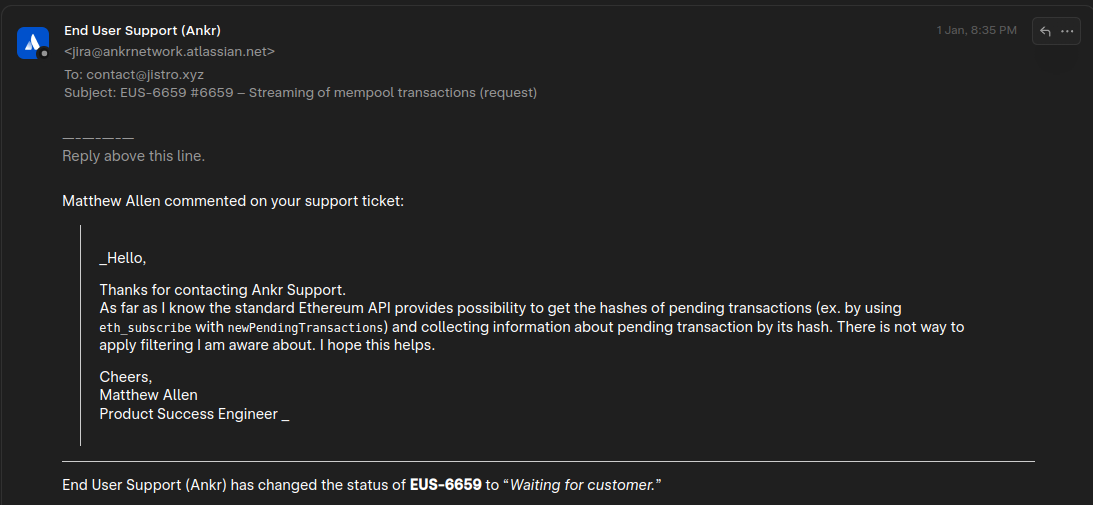 End User Support (Ankr)
1 Jan, 8:35 PM
<jira@ankrnetwork.atlassian.net>
To: contact@jistro.xyz
Subject: EUS-6659 #6659 – Streaming of mempool transactions (request)
—-—-—-—
Reply above this line.
Matthew Allen commented on your support ticket:
_Hello,
Thanks for contacting Ankr Support.
As far as I know the standard Ethereum API provides possibility to get the hashes of pending transactions (ex. by using
eth_subscribe with newPendingTransactions) and collecting information about pending transaction by its hash. There is not way to
apply filtering I am aware about. I hope this helps.
Cheers,
Matthew Allen
Product Success Engineer _
End User Support (Ankr) has changed the status of EUS-6659 to “Waiting for customer.”